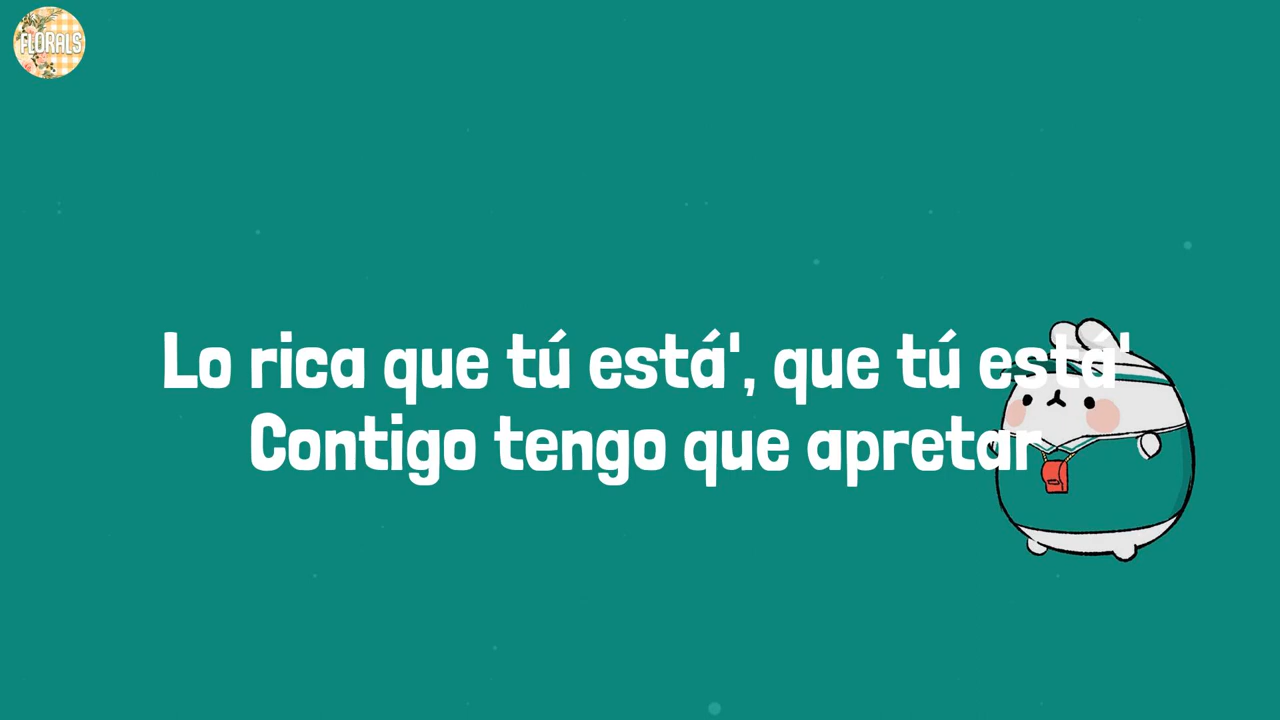 FLORALS
Lo rica que tú está', que tú está'
Contigo tengo que apretar